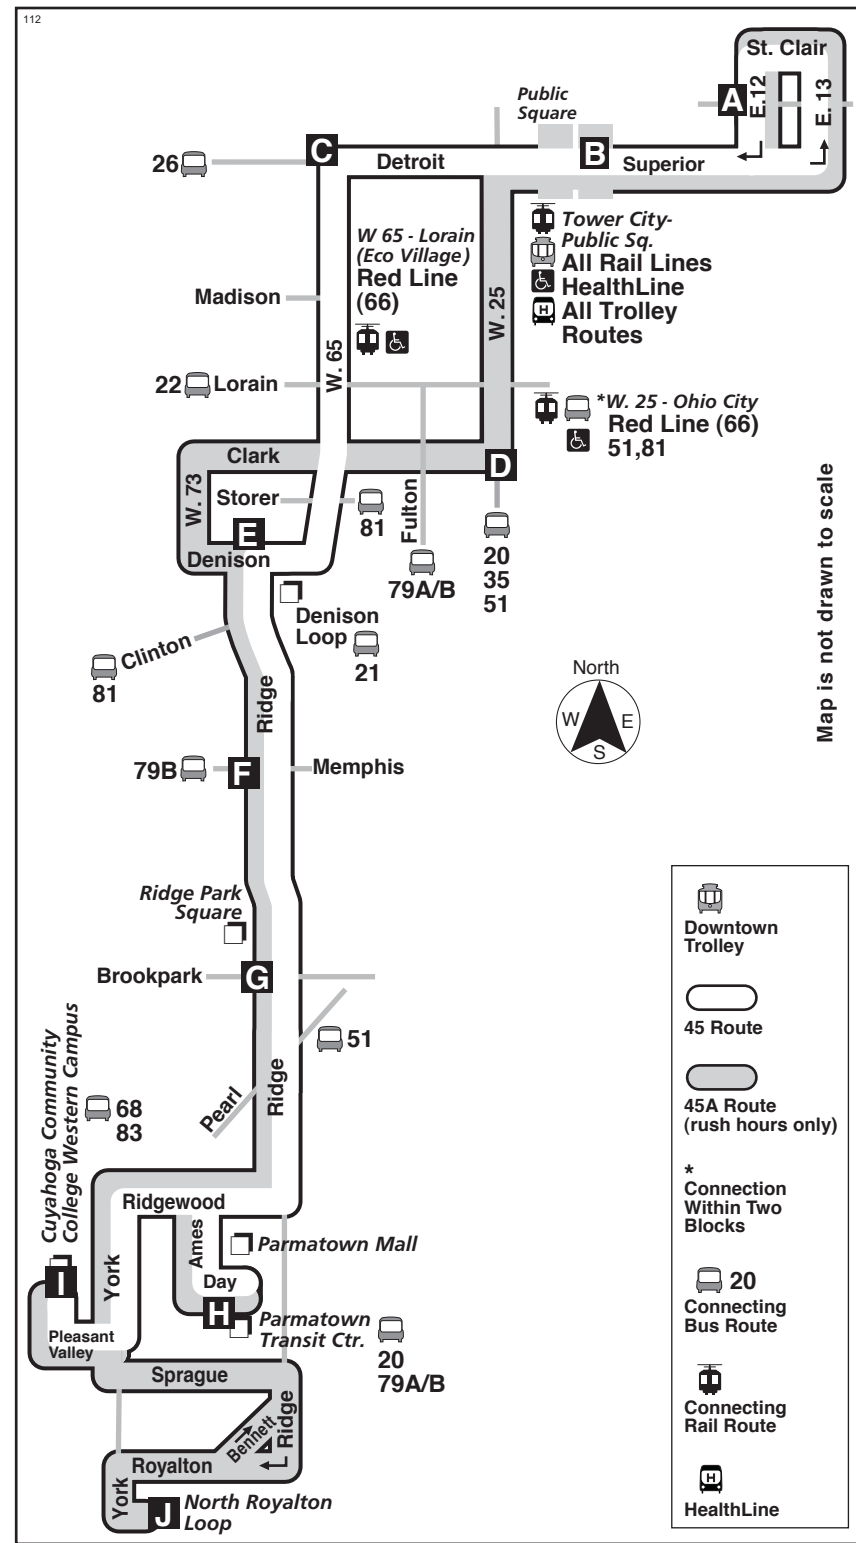 112
St. Clair
A
E. 12
E. 13
Public
Square
C
B
26
Detroit
Superior
W 65 - Lorain
(Eco Village)
Red Line
(66)
Tower City-
Public Sq.
All Rail Lines
HealthLine
H
All Trolley
Routes
Madison
W. 65
W. 25
22
Lorain
*W. 25 - Ohio City
Red Line (66)
51,81
Clark
D
W. 73
Storer
81
Fulton
E
Denison
79A/B
20
35
51
Denison
Loop
21
Clinton
81
Ridge
North
W
E
S
Map is not drawn to scale
79B
F
Memphis
Ridge Park
Square
Brookpark
G
51
Cuyahoga Community
College Western Campus
68
83
Pearl
Ridge
Ridgewood
Ames
Parmatown Mall
York
Day
I
H
Parmatown
Transit Ctr.
20
79A/B
Pleasant
Valley
Sprague
Ridge
Bennett
Royalton
York
J
North Royalton
Loop
Downtown
Trolley
45 Route
45A Route
(rush hours only)
*
Connection
Within Two
Blocks
20
Connecting
Bus Route
Connecting
Rail Route
H
HealthLine